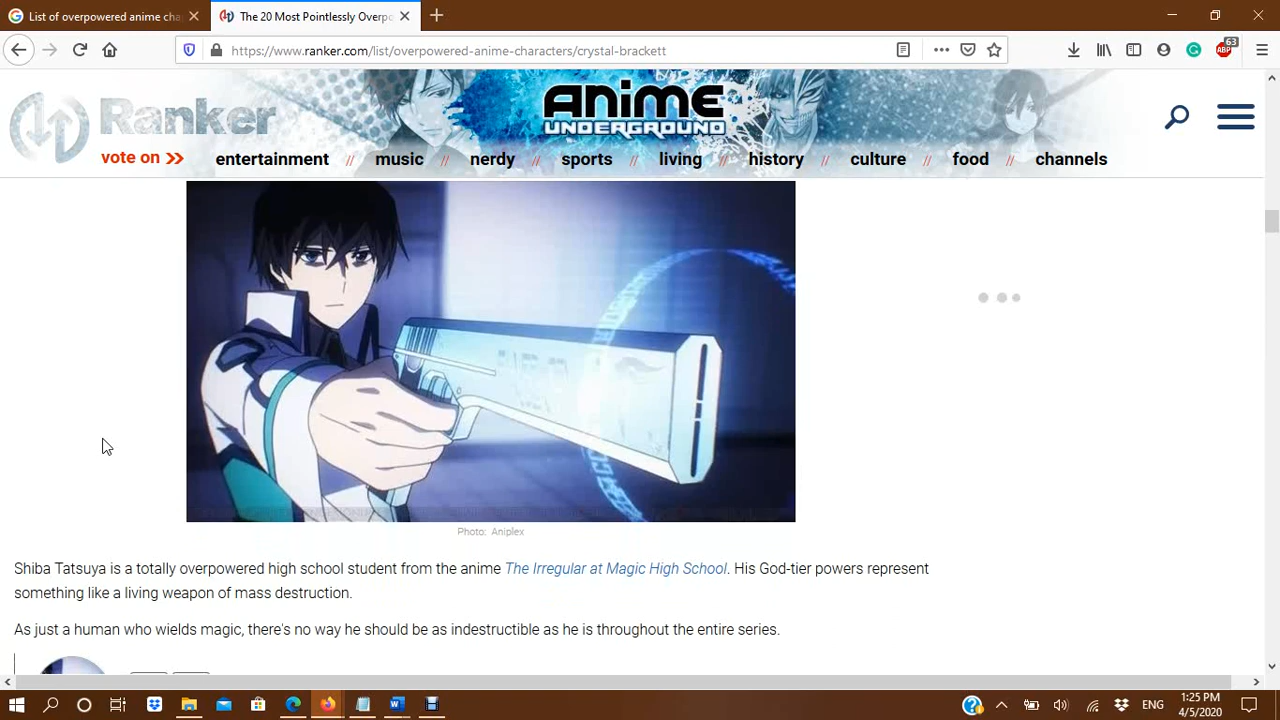 List of overpowered anime cha
The 20 Most Pointlessly Overpo
https://www.ranker.com/list/overpowered-anime-characters/crystal-brackett
63
ABP
Ranker
ANIME
UNDERGROUND
vote on >>
entertainment // music // nerdy // sports // living // history // culture // food // channels
Photo: Aniplex
Shiba Tatsuya is a totally overpowered high school student from the anime The Irregular at Magic High School. His God-tier powers represent
something like a living weapon of mass destruction.
As just a human who wields magic, there's no way he should be as indestructible as he is throughout the entire series.
ENG
1:25 PM
4/5/2020